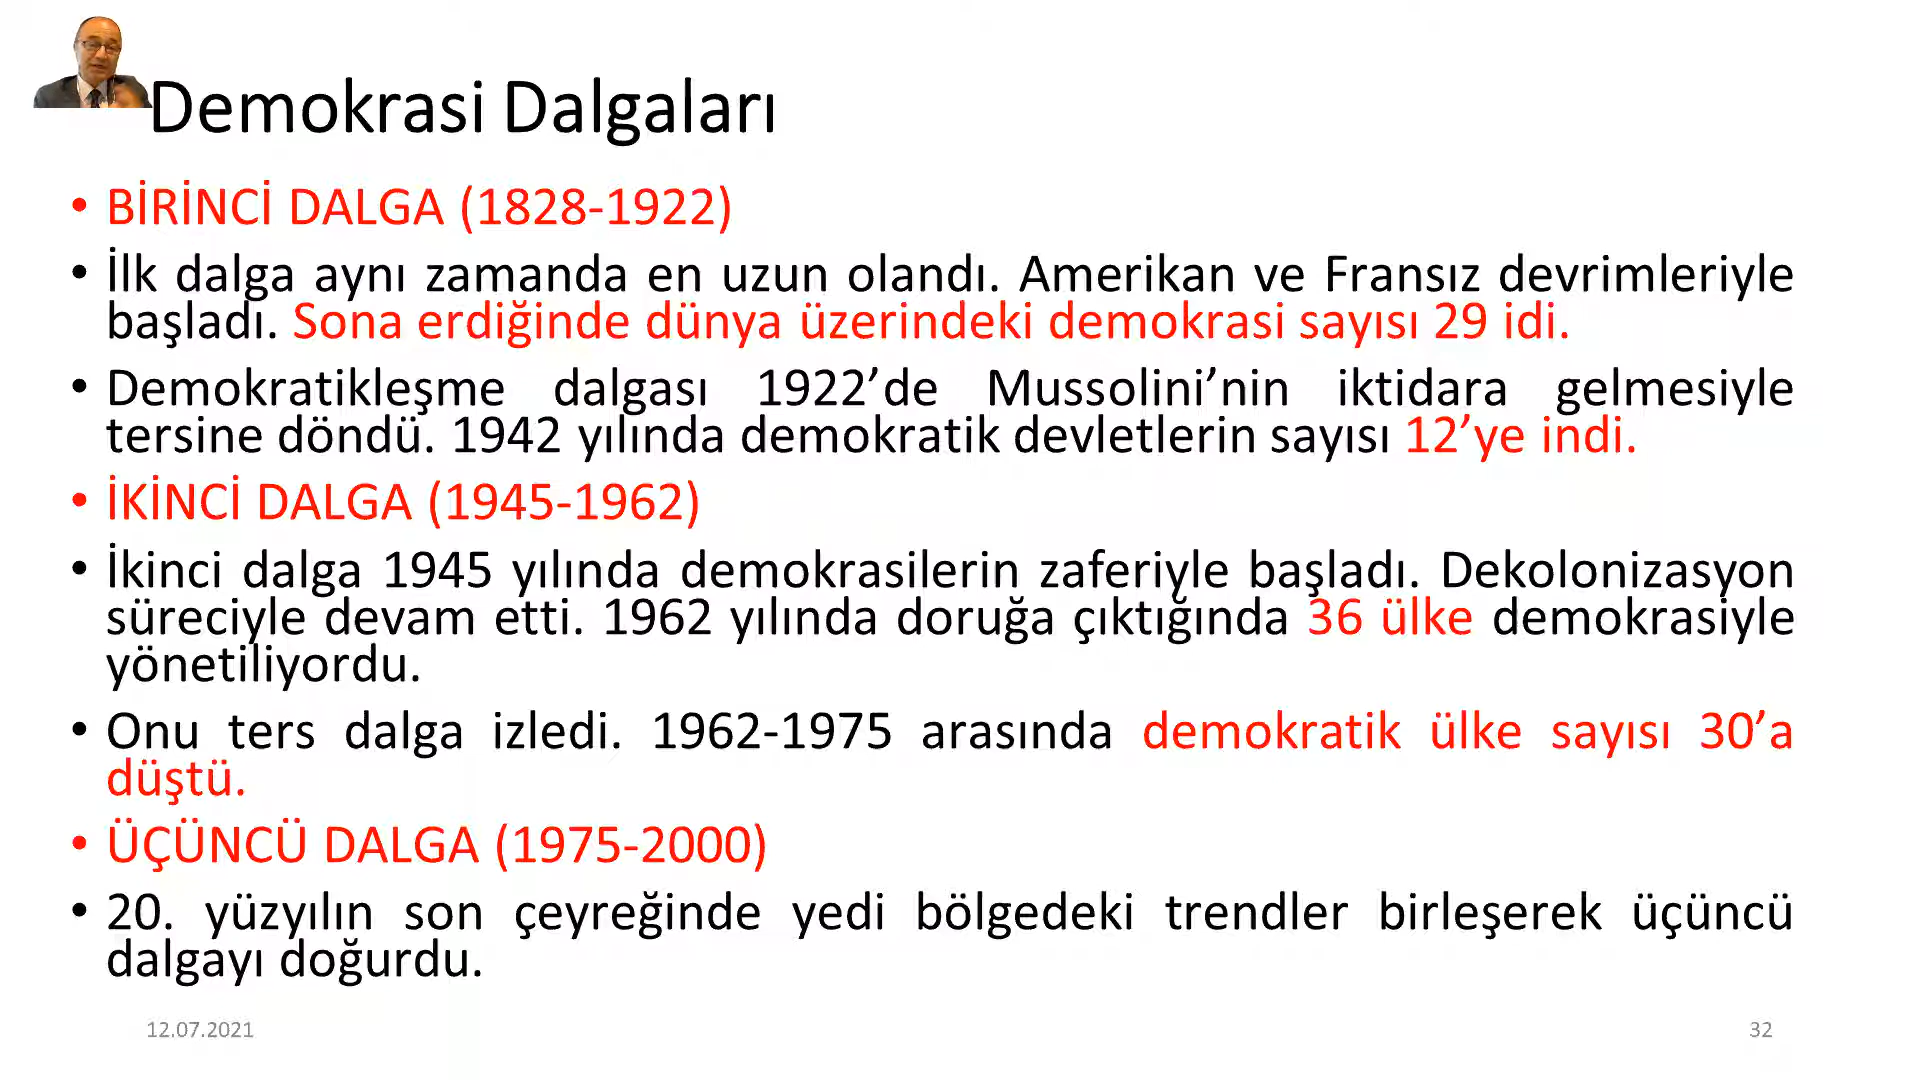 Demokrasi Dalgaları
• BİRİNCİ DALGA (1828-1922)
• İlk dalga aynı zamanda en uzun olandı. Amerikan ve Fransız devrimleriyle
başladı. Sona erdiğinde dünya üzerindeki demokrasi sayısı 29 idi.
• Demokratikleşme dalgası 1922’de Mussolini’nin iktidara gelmesiyle
tersine döndü. 1942 yılında demokratik devletlerin sayısı 12’ye indi.
• İKİNCİ DALGA (1945-1962)
• İkinci dalga 1945 yılında demokrasilerin zaferiyle başladı. Dekolonizasyon
süreciyle devam etti. 1962 yılında doruğa çıktığında 36 ülke demokrasiyle
yönetiliyordu.
• Onu ters dalga izledi. 1962-1975 arasında demokratik ülke sayısı 30’a
düştü.
• ÜÇÜNCÜ DALGA (1975-2000)
• 20. yüzyılın son çeyreğinde yedi bölgedeki trendler birleşerek üçüncü
dalgayı doğurdu.
12.07.2021
32